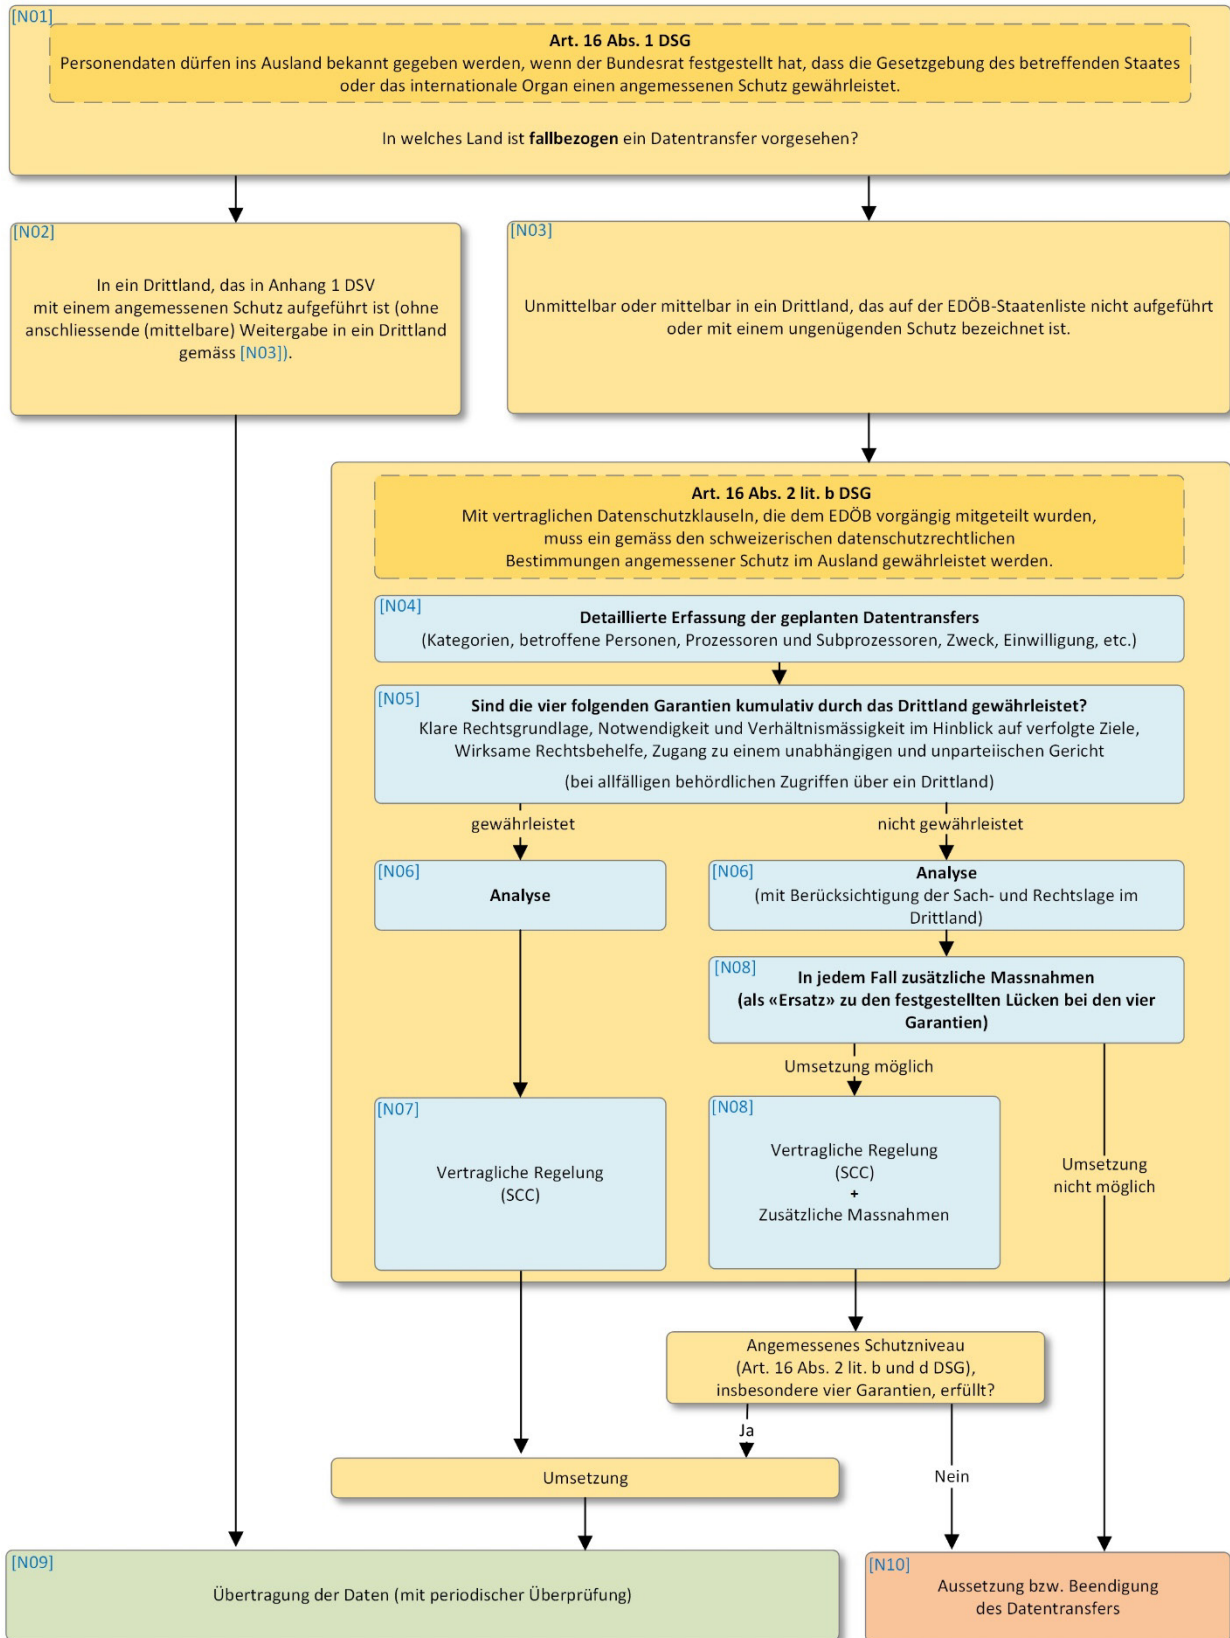 [N01]
Art. 16 Abs. 1 DSG
Personendaten dürfen ins Ausland bekannt gegeben werden, wenn der Bundesrat festgestellt hat, dass die Gesetzgebung des betreffenden Staates
oder das internationale Organ einen angemessenen Schutz gewährleistet.
In welches Land ist fallbezogen ein Datentransfer vorgesehen?
[N02]
In ein Drittland, das in Anhang 1 DSV
mit einem angemessenen Schutz aufgeführt ist (ohne
anschliessende (mittelbare) Weitergabe in ein Drittland
gemäss [N03]).
[N03]
Unmittelbar oder mittelbar in ein Drittland, das auf der EDÖB-Staatenliste nicht aufgeführt
oder mit einem ungenügenden Schutz bezeichnet ist.
Art. 16 Abs. 2 lit. b DSG
Mit vertraglichen Datenschutzklauseln, die dem EDÖB vorgängig mitgeteilt wurden,
muss ein gemäss den schweizerischen datenschutzrechtlichen
Bestimmungen angemessener Schutz im Ausland gewährleistet werden.
[N04]
Detaillierte Erfassung der geplanten Datentransfers
(Kategorien, betroffene Personen, Prozessoren und Subprozessoren, Zweck, Einwilligung, etc.)
[N05]
Sind die vier folgenden Garantien kumulativ durch das Drittland gewährleistet?
Klare Rechtsgrundlage, Notwendigkeit und Verhältnismässigkeit im Hinblick auf verfolgte Ziele,
Wirksame Rechtsbehelfe, Zugang zu einem unabhängigen und unparteiischen Gericht
(bei allfälligen behördlichen Zugriffen über ein Drittland)
gewährleistet
nicht gewährleistet
[N06]
Analyse
[N06]
Analyse
(mit Berücksichtigung der Sach- und Rechtslage im
Drittland)
[N08]
In jedem Fall zusätzliche Massnahmen
(als «Ersatz» zu den festgestellten Lücken bei den vier
Garantien)
Umsetzung möglich
[N07]
Vertragliche Regelung
(SCC)
[N08]
Vertragliche Regelung
(SCC)
+
Zusätzliche Massnahmen
Umsetzung
nicht möglich
Angemessenes Schutzniveau
(Art. 16 Abs. 2 lit. b und d DSG),
insbesondere vier Garantien, erfüllt?
Ja
Nein
Umsetzung
[N09]
Übertragung der Daten (mit periodischer Überprüfung)
[N10]
Aussetzung bzw. Beendigung
des Datentransfers